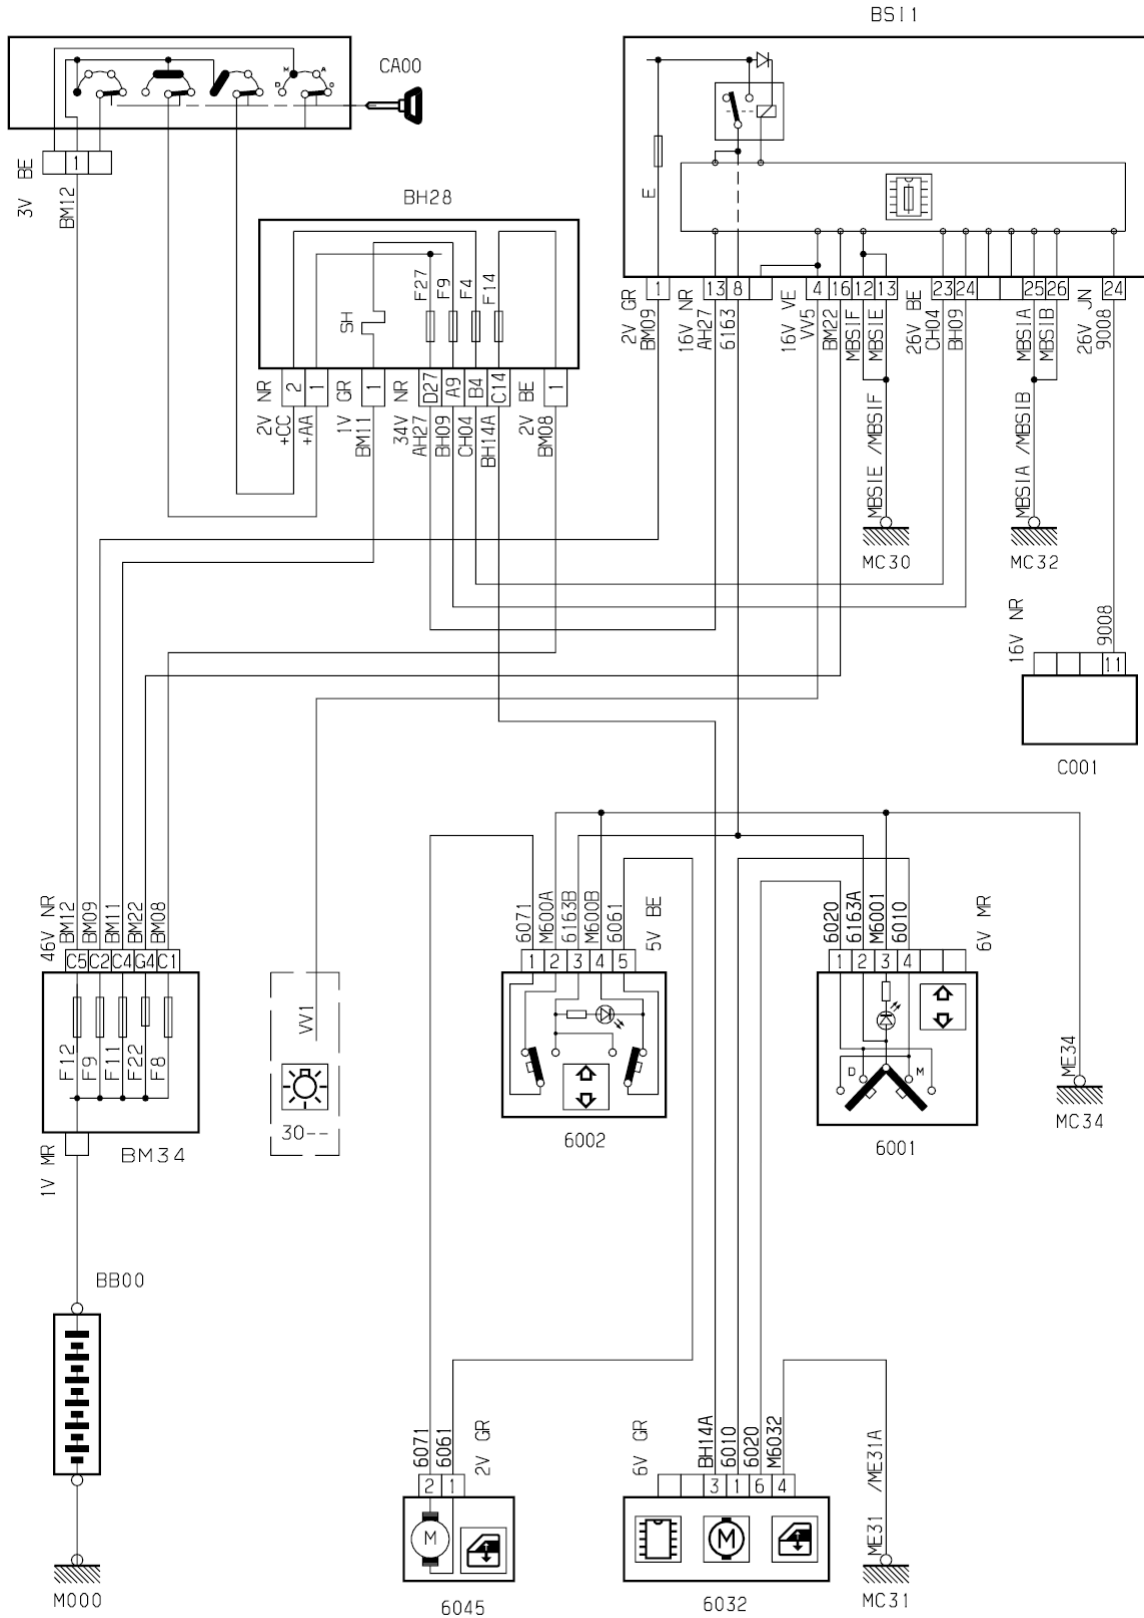 BSI1
CA00
M
A
D
O
3V BE
1
BM12
BH28
E
F27
F9
F4
F14
SH
2V NR
2
1
+CC
+AA
1V GR
1
BM11
34V NR
D27
A9
B4
C14
AH27
BH09
CH04
BH14A
2V BE
1
BM08
2V GR
1
BM09
16V NR
13
8
AH27
6163
16V VE
4
16
12
13
VV5
BM22
MBSIF
MBSIE
26V BE
23
24
CH04
BH09
25
26
MBSIA
MBSIB
26V JN
24
9008
MBSIE /MBSIF
MC30
MBSIA /MBSIB
MC32
16V NR
9008
11
C001
46V NR
BM12
BM09
BM11
BM22
BM08
C5
C2
C4
G4
C1
F12
F9
F11
F22
F8
1V MR
BM34
VV1
30--
6071
M600A
6163B
M600B
6061
5V BE
1
2
3
4
5
6002
6020
6163A
M6001
6010
6V MR
1
2
3
4
D
M
6001
ME34
MC34
BB00
M000
6071
6061
2V GR
2
1
M
6045
6V GR
BH14A
6010
6020
M6032
3
1
6
4
M
6032
ME31 /ME31A
MC31